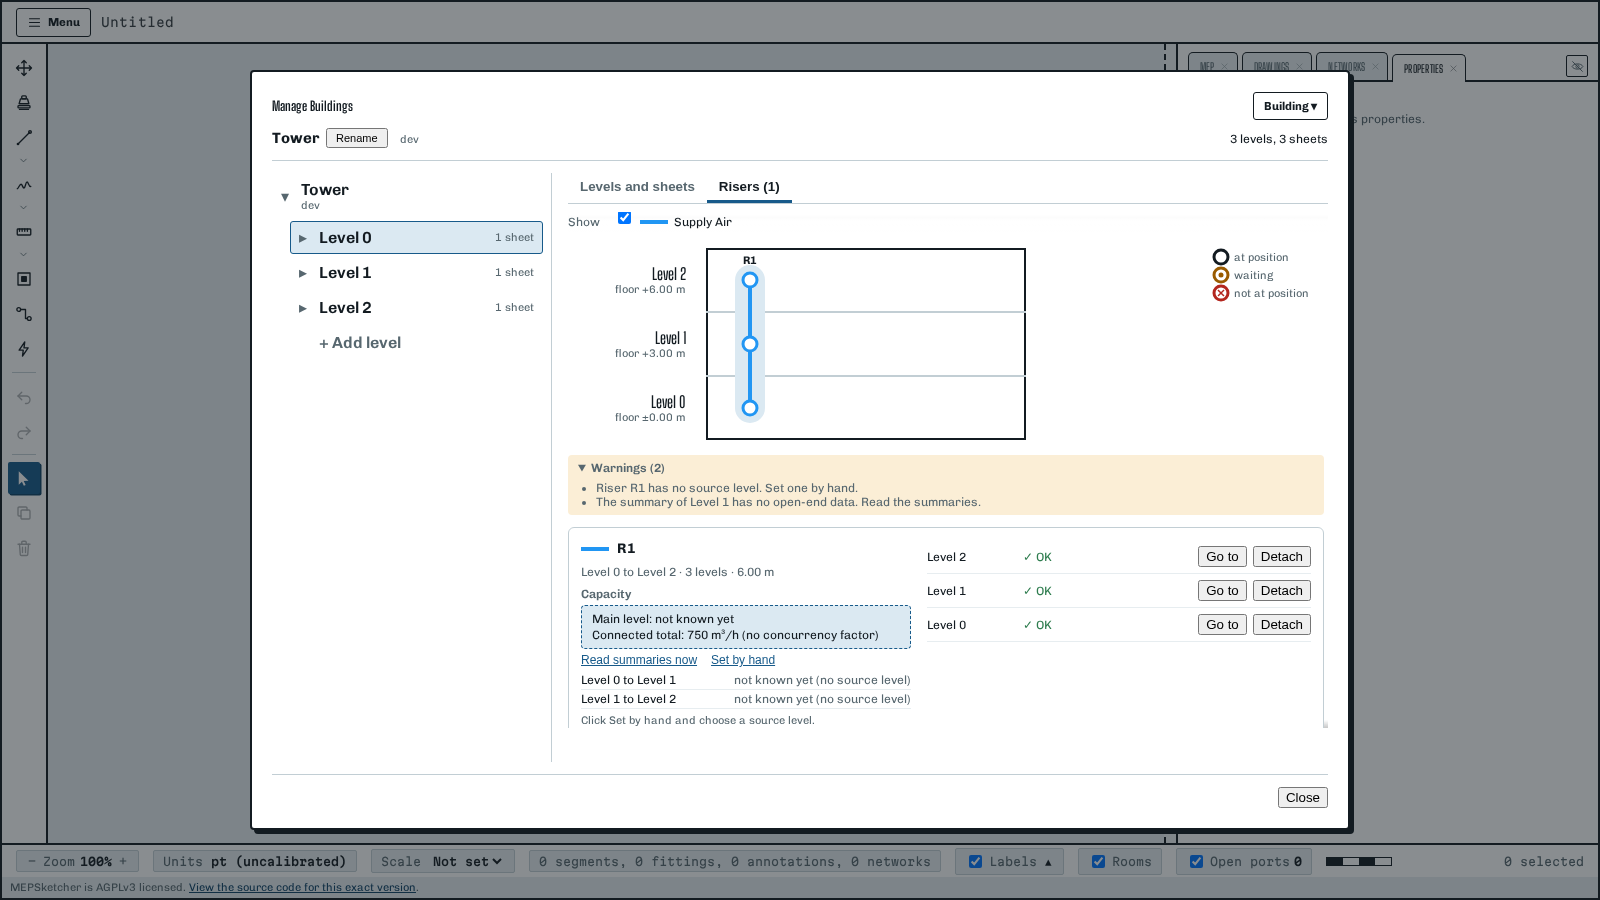 Menu
Untitled
MEP
DRAWINGS
NETWORKS
PROPERTIES
s properties.
Manage Buildings
Building ▾
Tower
Rename
dev
3 levels, 3 sheets
Tower
dev
Level 0
1 sheet
Level 1
1 sheet
Level 2
1 sheet
+ Add level
Levels and sheets
Risers (1)
Show
Supply Air
R1
Level 2
floor +6.00 m
Level 1
floor +3.00 m
Level 0
floor ±0.00 m
at position
waiting
not at position
Warnings (2)
• Riser R1 has no source level. Set one by hand.
• The summary of Level 1 has no open-end data. Read the summaries.
R1
Level 0 to Level 2 · 3 levels · 6.00 m
Capacity
Main level: not known yet
Connected total: 750 m³/h (no concurrency factor)
Read summaries now
Set by hand
Level 0 to Level 1
not known yet (no source level)
Level 1 to Level 2
not known yet (no source level)
Click Set by hand and choose a source level.
Level 2
✓ OK
Go to
Detach
Level 1
✓ OK
Go to
Detach
Level 0
✓ OK
Go to
Detach
Close
− Zoom 100% +
Units pt (uncalibrated)
Scale Not set
0 segments, 0 fittings, 0 annotations, 0 networks
Labels ▲
Rooms
Open ports 0
0 selected
MEPSketcher is AGPLv3 licensed. View the source code for this exact version.